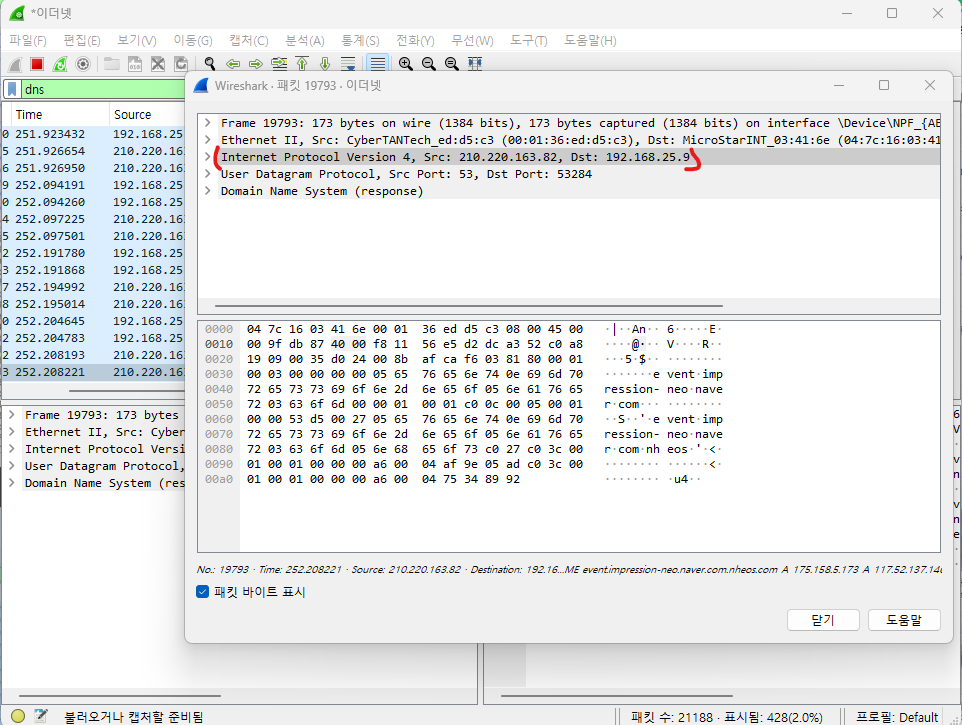 *이더넷
파일(F) 편집(E) 보기(V) 이동(G) 캡처(C) 분석(A) 통계(S) 전화(Y) 무선(W) 도구(T) 도움말(H)
dns
Time Source
0 251.923432 192.168.25
5 251.926654 210.220.16
6 251.926950 210.220.16
9 252.094191 192.168.25
0 252.094260 192.168.25
4 252.097225 210.220.16
5 252.097501 210.220.16
2 252.191780 192.168.25
3 252.191868 192.168.25
7 252.194992 210.220.16
8 252.195014 210.220.16
0 252.204645 192.168.25
2 252.204783 192.168.25
2 252.208193 210.220.16
3 252.208221 210.220.16
Frame 19793: 173 bytes
Ethernet II, Src: Cyber
Internet Protocol Versi
User Datagram Protocol,
Domain Name System (res
Wireshark · 패킷 19793 · 이더넷
Frame 19793: 173 bytes on wire (1384 bits), 173 bytes captured (1384 bits) on interface \Device\NPF_{AE
Ethernet II, Src: CyberTANTech_ed:d5:c3 (00:01:36:ed:d5:c3), Dst: MicroStarINT_03:41:6e (04:7c:16:03:41
Internet Protocol Version 4, Src: 210.220.163.82, Dst: 192.168.25.9
User Datagram Protocol, Src Port: 53, Dst Port: 53284
Domain Name System (response)
0000 04 7c 16 03 41 6e 00 01 36 ed d5 c3 08 00 45 00 ·|··An·· 6·····E·
0010 00 9f db 87 40 00 f8 11 56 e5 d2 dc a3 52 c0 a8 ····@··· V····R··
0020 19 09 00 35 d0 24 00 8b af ca f6 03 81 80 00 01 ···5·$·· ········
0030 00 03 00 00 00 00 05 65 76 65 6e 74 0e 69 6d 70 ·······e vent·imp
0040 72 65 73 73 69 6f 6e 2d 6e 65 6f 05 6e 61 76 65 ression- neo·nave
0050 72 03 63 6f 6d 00 00 01 00 01 c0 0c 00 05 00 01 r·com··· ········
0060 00 00 53 d5 00 27 05 65 76 65 6e 74 0e 69 6d 70 ··S··'·e vent·imp
0070 72 65 73 73 69 6f 6e 2d 6e 65 6f 05 6e 61 76 65 ression- neo·nave
0080 72 03 63 6f 6d 05 6e 68 65 6f 73 c0 27 c0 3c 00 r·com·nh eos·'·<·
0090 01 00 01 00 00 00 a6 00 04 af 9e 05 ad c0 3c 00 ········ ······<·
00a0 01 00 01 00 00 00 a6 00 04 75 34 89 92 ········ ·u4··
No.: 19793 · Time: 252.208221 · Source: 210.220.163.82 · Destination: 192.16...ME event.impression-neo.naver.com.nheos.com A 175.158.5.173 A 117.52.137.146
패킷 바이트 표시
닫기 도움말
불러오거나 캡처할 준비됨
패킷 수: 21188 · 표시됨: 428(2.0%)
프로필: Default